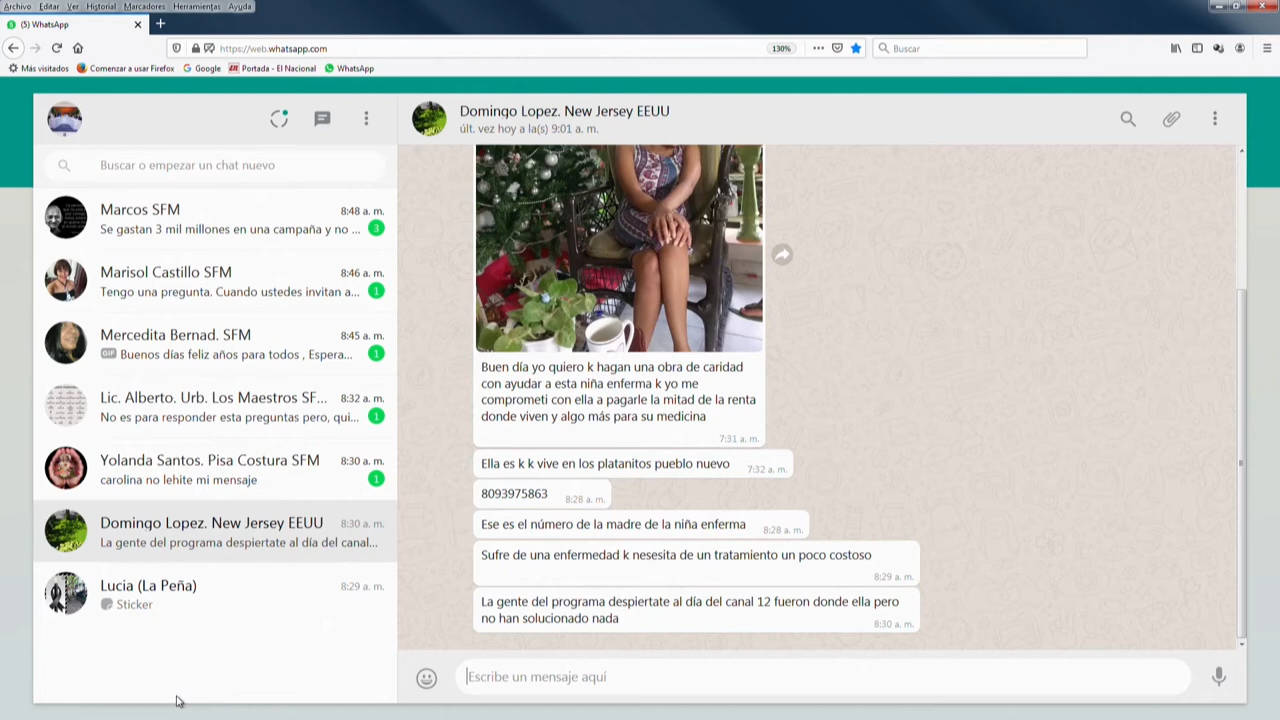 Archivo Editar Ver Historial Marcadores Herramientas Ayuda
(5) WhatsApp
https://web.whatsapp.com
130%
Buscar
Más visitados Comenzar a usar Firefox Google Portada - El Nacional WhatsApp
Domingo Lopez. New Jersey EEUU
últ. vez hoy a la(s) 9:01 a. m.
Buscar o empezar un chat nuevo
Marcos SFM 8:48 a. m.
Se gastan 3 mil millones en una campaña y no ... 3
Marisol Castillo SFM 8:46 a. m.
Tengo una pregunta. Cuando ustedes invitan a... 1
Mercedita Bernad. SFM 8:45 a. m.
GIF Buenos días feliz años para todos , Espera... 1
Lic. Alberto. Urb. Los Maestros SF... 8:32 a. m.
No es para responder esta preguntas pero, qui... 1
Yolanda Santos. Pisa Costura SFM 8:30 a. m.
carolina no lehite mi mensaje 1
Domingo Lopez. New Jersey EEUU 8:30 a. m.
La gente del programa despiertate al día del canal...
Lucia (La Peña) 8:29 a. m.
Sticker
Buen día yo quiero k hagan una obra de caridad
con ayudar a esta niña enferma k yo me
comprometi con ella a pagarle la mitad de la renta
donde viven y algo más para su medicina
7:31 a. m.
Ella es k k vive en los platanitos pueblo nuevo 7:32 a. m.
8093975863 8:28 a. m.
Ese es el número de la madre de la niña enferma 8:28 a. m.
Sufre de una enfermedad k nesesita de un tratamiento un poco costoso
8:29 a. m.
La gente del programa despiertate al día del canal 12 fueron donde ella pero
no han solucionado nada 8:30 a. m.
Escribe un mensaje aquí